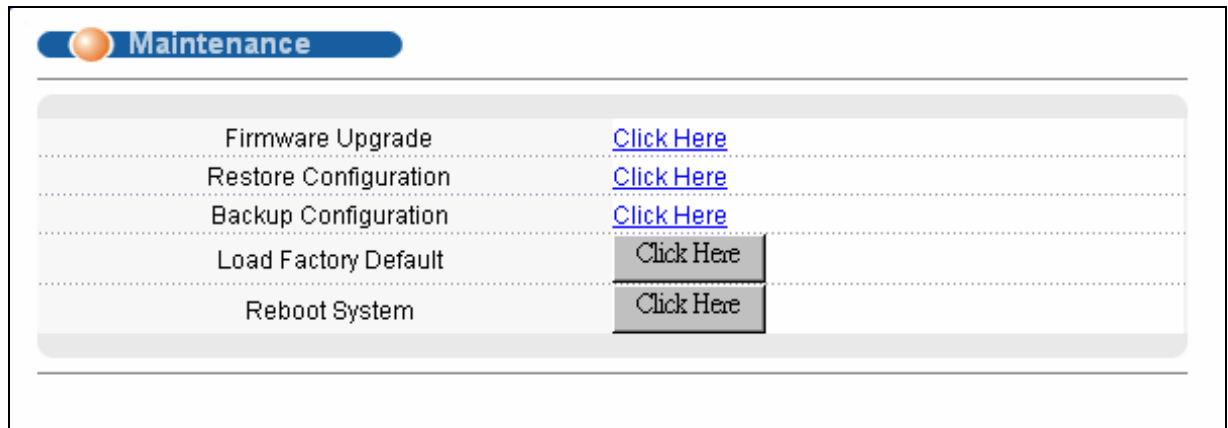 Maintenance
Firmware Upgrade Click Here
Restore Configuration Click Here
Backup Configuration Click Here
Load Factory Default Click Here
Reboot System Click Here